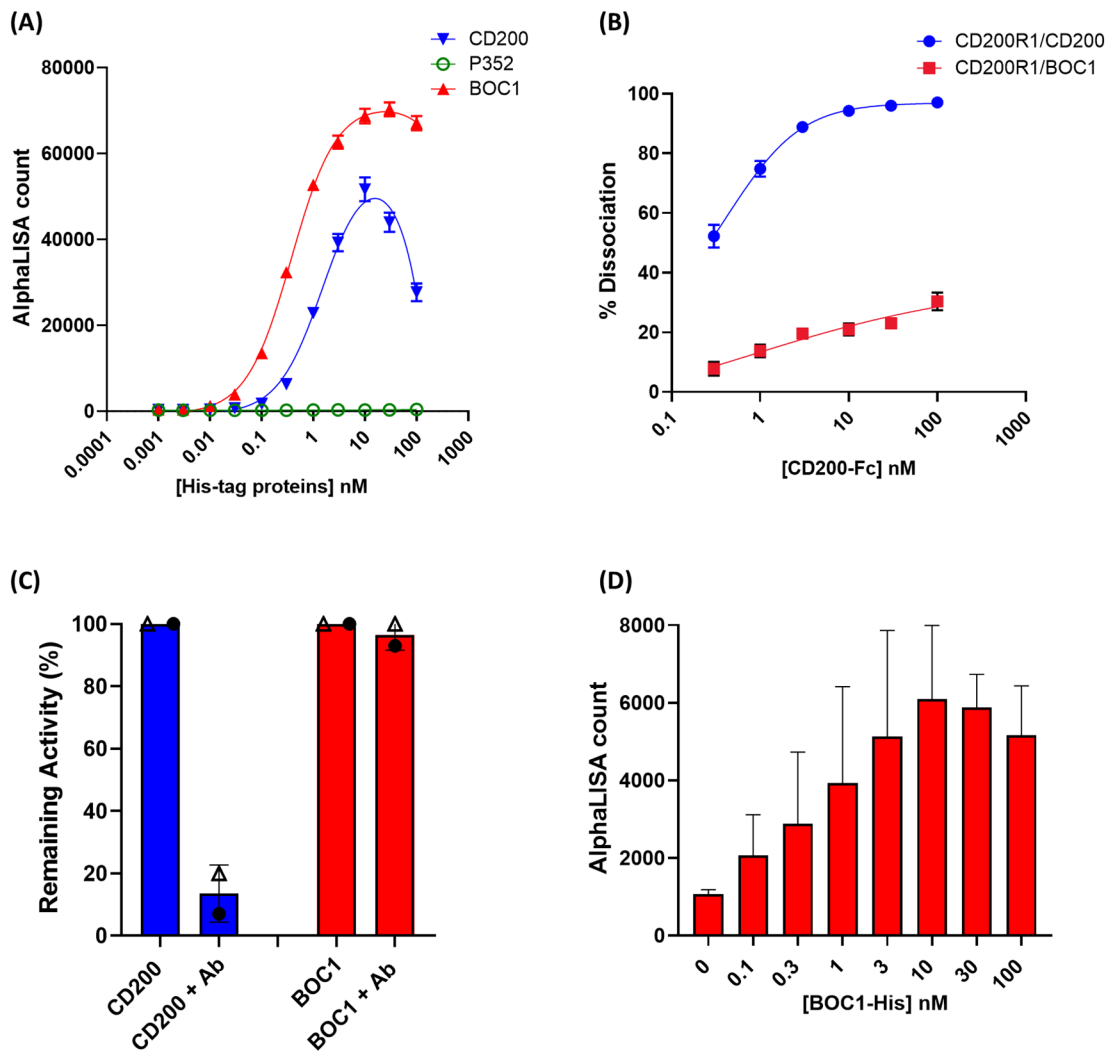 (A)
CD200
P352
BOC1
80000
60000
40000
20000
0
AlphaLISA count
0.0001
0.001
0.01
0.1
1
10
100
1000
[His-tag proteins] nM
(B)
CD200R1/CD200
CD200R1/BOC1
100
80
60
40
20
0
% Dissociation
0.1
1
10
100
1000
[CD200-Fc] nM
(C)
100
80
60
40
20
0
Remaining Activity (%)
CD200
CD200 + Ab
BOC1
BOC1 + Ab
(D)
8000
6000
4000
2000
0
AlphaLISA count
0
0.1
0.3
1
3
10
30
100
[BOC1-His] nM